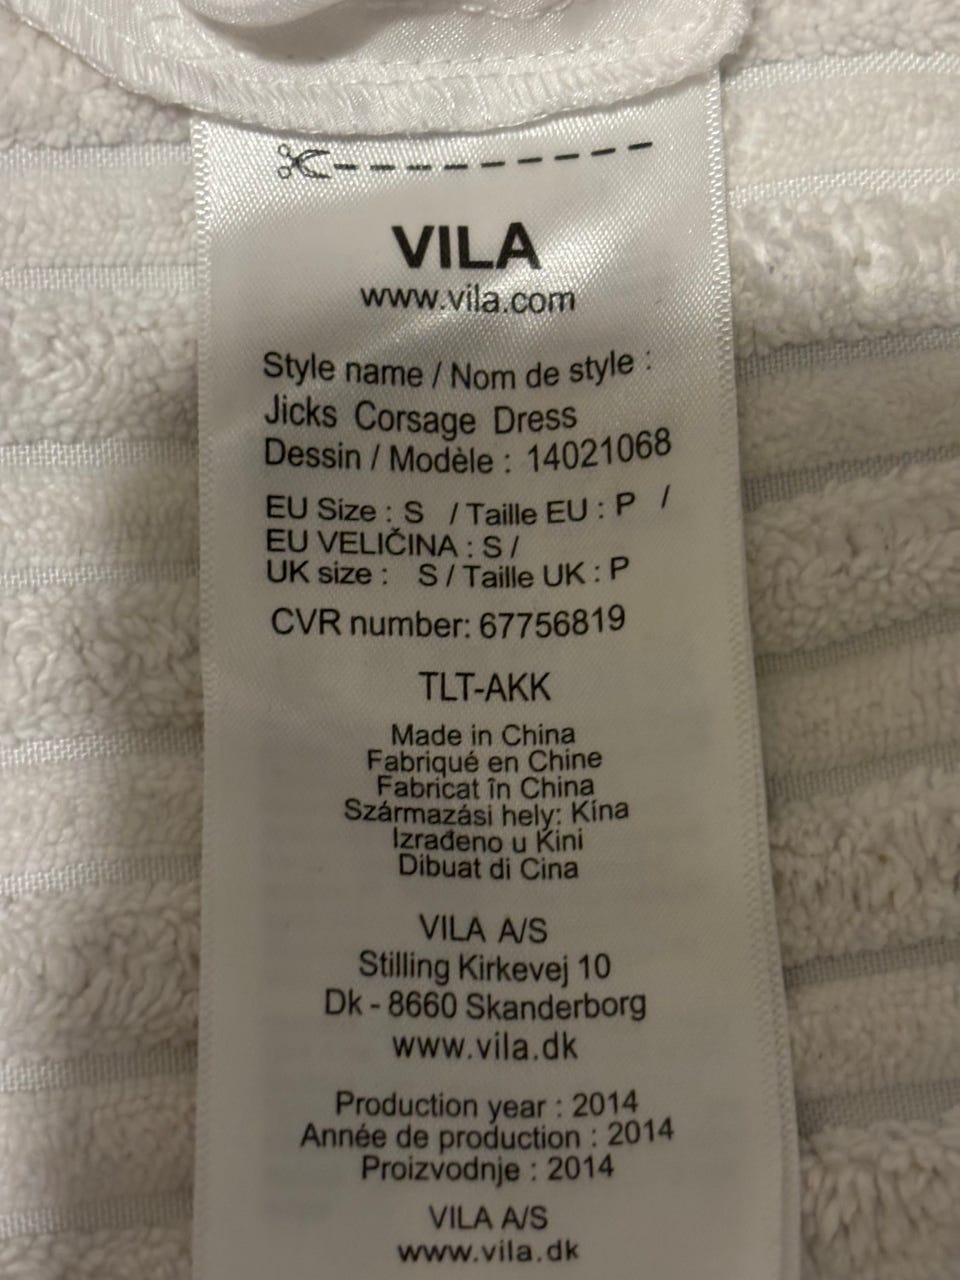 VILA
www.vila.com
Style name / Nom de style :
Jicks Corsage Dress
Dessin / Modèle : 14021068
EU Size : S / Taille EU : P /
EU VELIČINA : S /
UK size : S / Taille UK : P
CVR number: 67756819
TLT-AKK
Made in China
Fabriqué en Chine
Fabricat în China
Származási hely: Kína
Izrađeno u Kini
Dibuat di Cina
VILA A/S
Stilling Kirkevej 10
Dk - 8660 Skanderborg
www.vila.dk
Production year : 2014
Année de production : 2014
Proizvodnje : 2014
VILA A/S
www.vila.dk